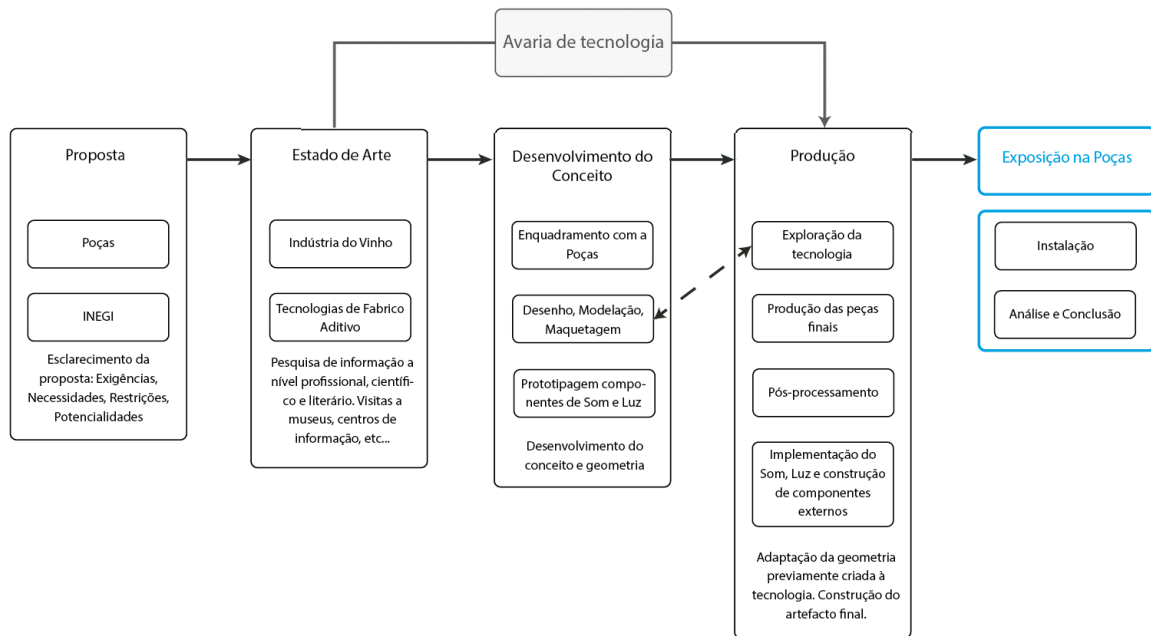 Avaria de tecnologia
Proposta
Poças
INEGI
Esclarecimento da
proposta: Exigências,
Necessidades, Restrições,
Potencialidades
Estado de Arte
Indústria do Vinho
Tecnologias de Fabrico
Aditivo
Pesquisa de informação a
nível profissional, científi-
co e literário. Visitas a
museus, centros de
informação, etc...
Desenvolvimento do
Conceito
Enquadramento com a
Poças
Desenho, Modelação,
Maquetagem
Prototipagem compo-
nentes de Som e Luz
Desenvolvimento do
conceito e geometria
Produção
Exploração da
tecnologia
Produção das peças
finais
Pós-processamento
Implementação do
Som, Luz e construção
de componentes
externos
Adaptação da geometria
previamente criada à
tecnologia. Construção do
artefacto final.
Exposição na Poças
Instalação
Análise e Conclusão